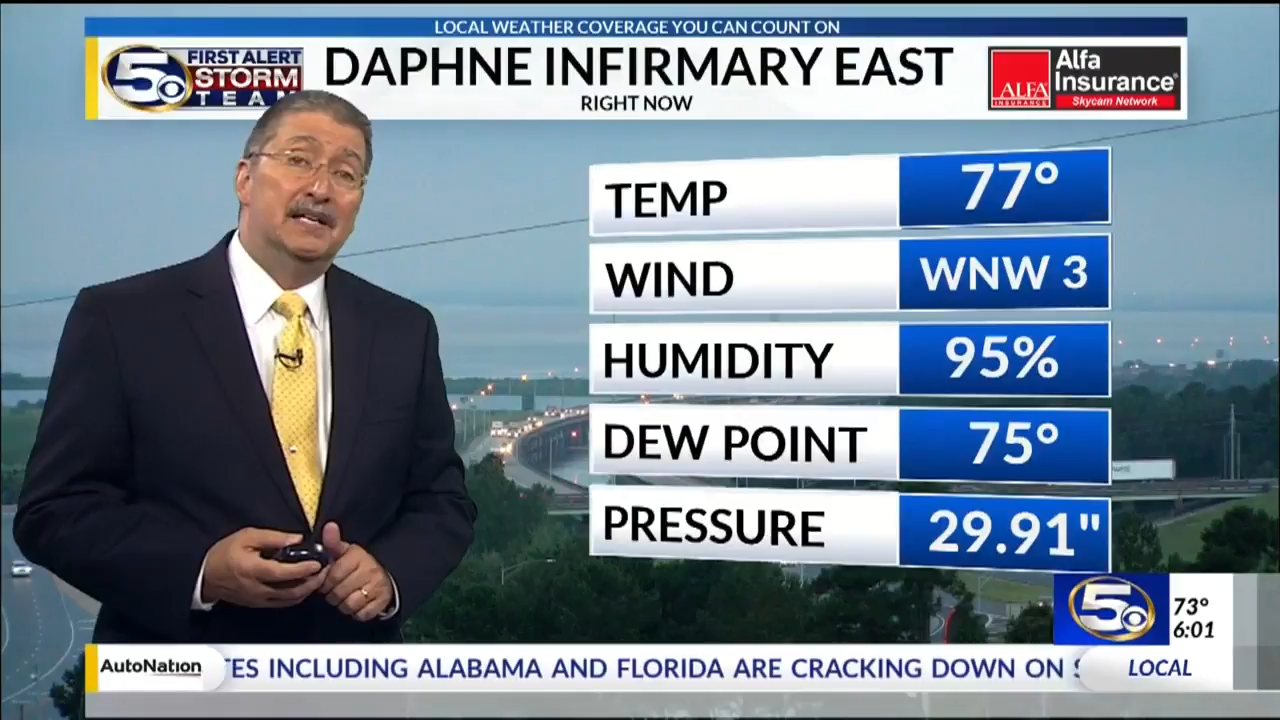 LOCAL WEATHER COVERAGE YOU CAN COUNT ON
5 FIRST ALERT
STORM
TEAM
DAPHNE INFIRMARY EAST
RIGHT NOW
ALFA
INSURANCE
Alfa
Insurance®
Skycam Network
TEMP 77°
WIND WNW 3
HUMIDITY 95%
DEW POINT 75°
PRESSURE 29.91"
5
73°
6:01
AutoNation
TES INCLUDING ALABAMA AND FLORIDA ARE CRACKING DOWN ON S
LOCAL